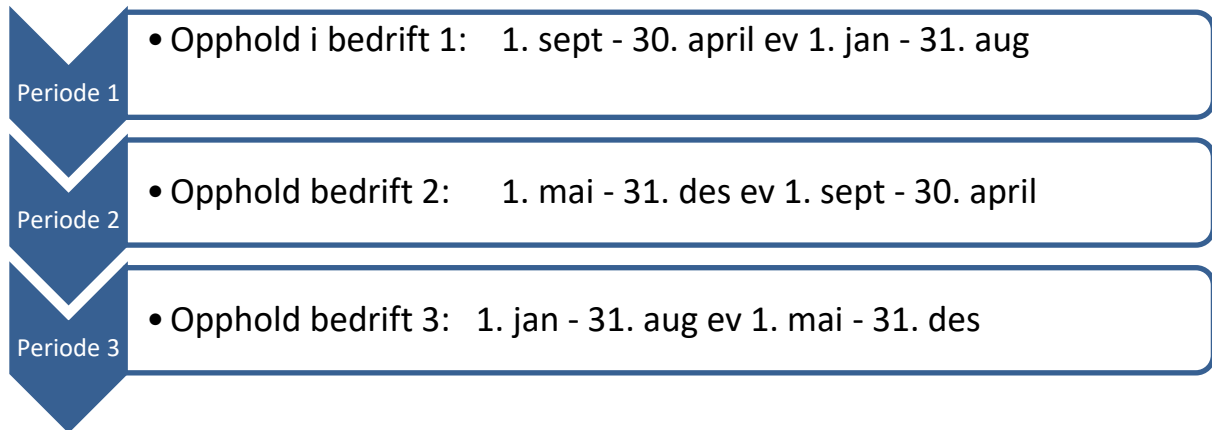 Periode 1
• Opphold i bedrift 1: 1. sept - 30. april ev 1. jan - 31. aug
Periode 2
• Opphold bedrift 2: 1. mai - 31. des ev 1. sept - 30. april
Periode 3
• Opphold bedrift 3: 1. jan - 31. aug ev 1. mai - 31. des